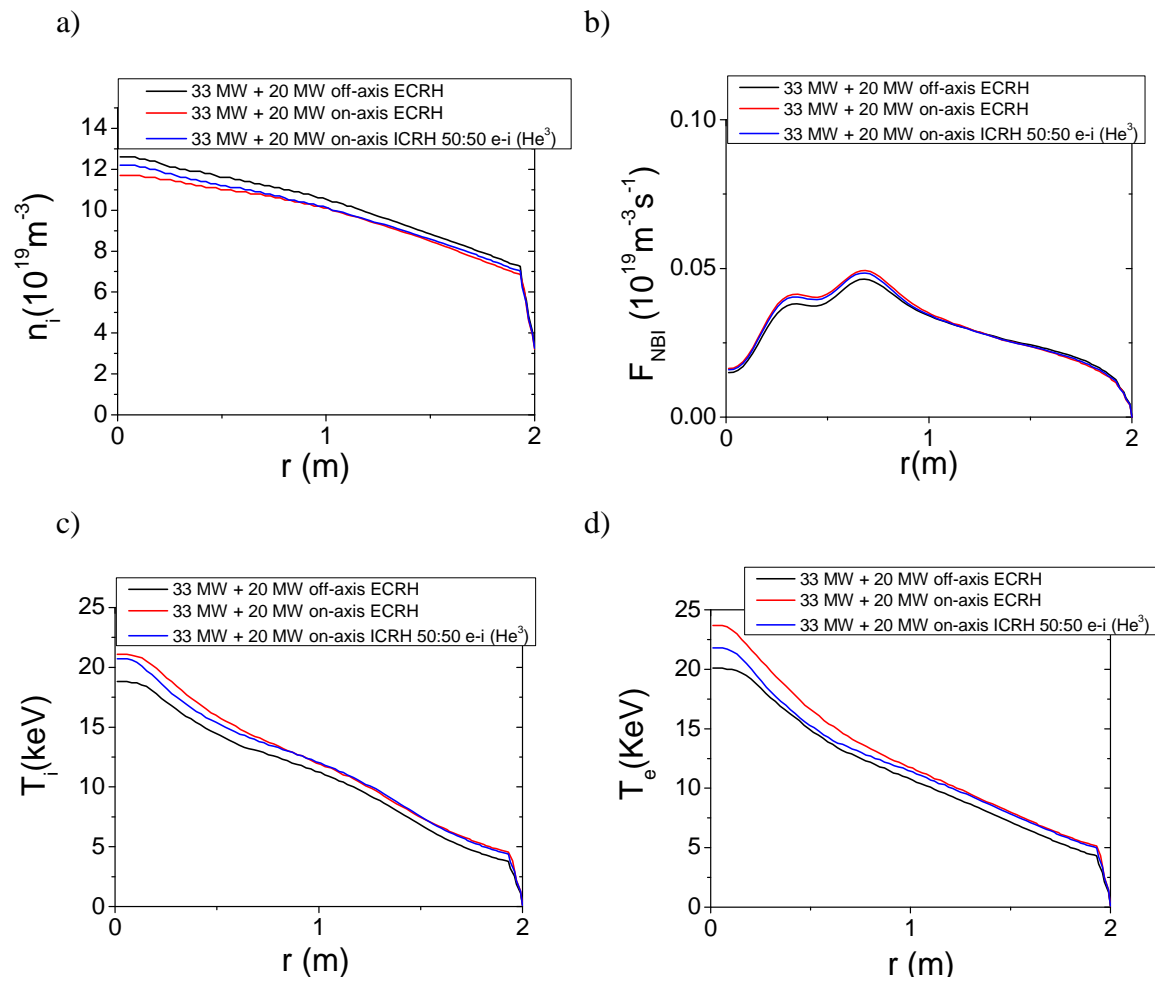 a)
33 MW + 20 MW off-axis ECRH
33 MW + 20 MW on-axis ECRH
33 MW + 20 MW on-axis ICRH 50:50 e-i (He³)
14
12
10
8
6
4
2
0
0
1
2
nᵢ(10¹⁹m⁻³)
r (m)
b)
33 MW + 20 MW off-axis ECRH
33 MW + 20 MW on-axis ECRH
33 MW + 20 MW on-axis ICRH 50:50 e-i (He³)
0.10
0.05
0.00
0
1
2
F_NBI (10¹⁹m⁻³s⁻¹)
r(m)
c)
33 MW + 20 MW off-axis ECRH
33 MW + 20 MW on-axis ECRH
33 MW + 20 MW on-axis ICRH 50:50 e-i (He³)
25
20
15
10
5
0
0
1
2
Tᵢ(keV)
r (m)
d)
33 MW + 20 MW off-axis ECRH
33 MW + 20 MW on-axis ECRH
33 MW + 20 MW on-axis ICRH 50:50 e-i (He³)
25
20
15
10
5
0
0
1
2
Tₑ(KeV)
r (m)